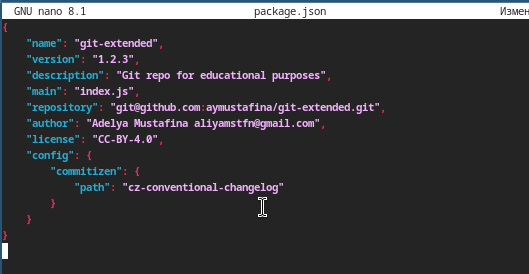 GNU nano 8.1 package.json Измен
{
    "name": "git-extended",
    "version": "1.2.3",
    "description": "Git repo for educational purposes",
    "main": "index.js",
    "repository": "git@github.com:aymustafina/git-extended.git",
    "author": "Adelya Mustafina aliyamstfn@gmail.com",
    "license": "CC-BY-4.0",
    "config": {
        "commitizen": {
            "path": "cz-conventional-changelog"
        }
    }
}